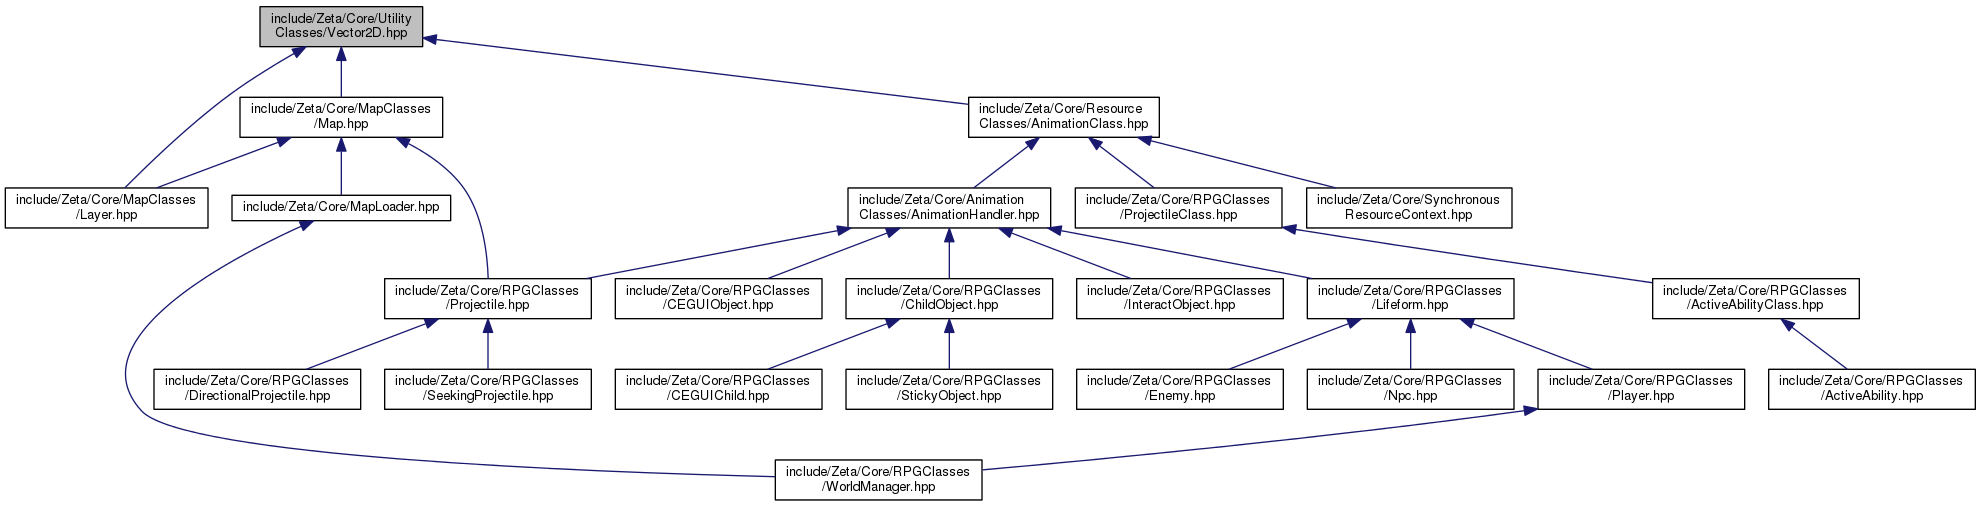 include/Zeta/Core/Utility
Classes/Vector2D.hpp
include/Zeta/Core/MapClasses
/Map.hpp
include/Zeta/Core/Resource
Classes/AnimationClass.hpp
include/Zeta/Core/MapClasses
/Layer.hpp
include/Zeta/Core/MapLoader.hpp
include/Zeta/Core/Animation
Classes/AnimationHandler.hpp
include/Zeta/Core/RPGClasses
/ProjectileClass.hpp
include/Zeta/Core/Synchronous
ResourceContext.hpp
include/Zeta/Core/RPGClasses
/Projectile.hpp
include/Zeta/Core/RPGClasses
/CEGUIObject.hpp
include/Zeta/Core/RPGClasses
/ChildObject.hpp
include/Zeta/Core/RPGClasses
/InteractObject.hpp
include/Zeta/Core/RPGClasses
/Lifeform.hpp
include/Zeta/Core/RPGClasses
/ActiveAbilityClass.hpp
include/Zeta/Core/RPGClasses
/DirectionalProjectile.hpp
include/Zeta/Core/RPGClasses
/SeekingProjectile.hpp
include/Zeta/Core/RPGClasses
/CEGUIChild.hpp
include/Zeta/Core/RPGClasses
/StickyObject.hpp
include/Zeta/Core/RPGClasses
/Enemy.hpp
include/Zeta/Core/RPGClasses
/Npc.hpp
include/Zeta/Core/RPGClasses
/Player.hpp
include/Zeta/Core/RPGClasses
/ActiveAbility.hpp
include/Zeta/Core/RPGClasses
/WorldManager.hpp